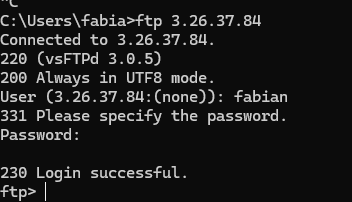 ^C
C:\Users\fabia>ftp 3.26.37.84
Connected to 3.26.37.84.
220 (vsFTPd 3.0.5)
200 Always in UTF8 mode.
User (3.26.37.84:(none)): fabian
331 Please specify the password.
Password:
230 Login successful.
ftp>